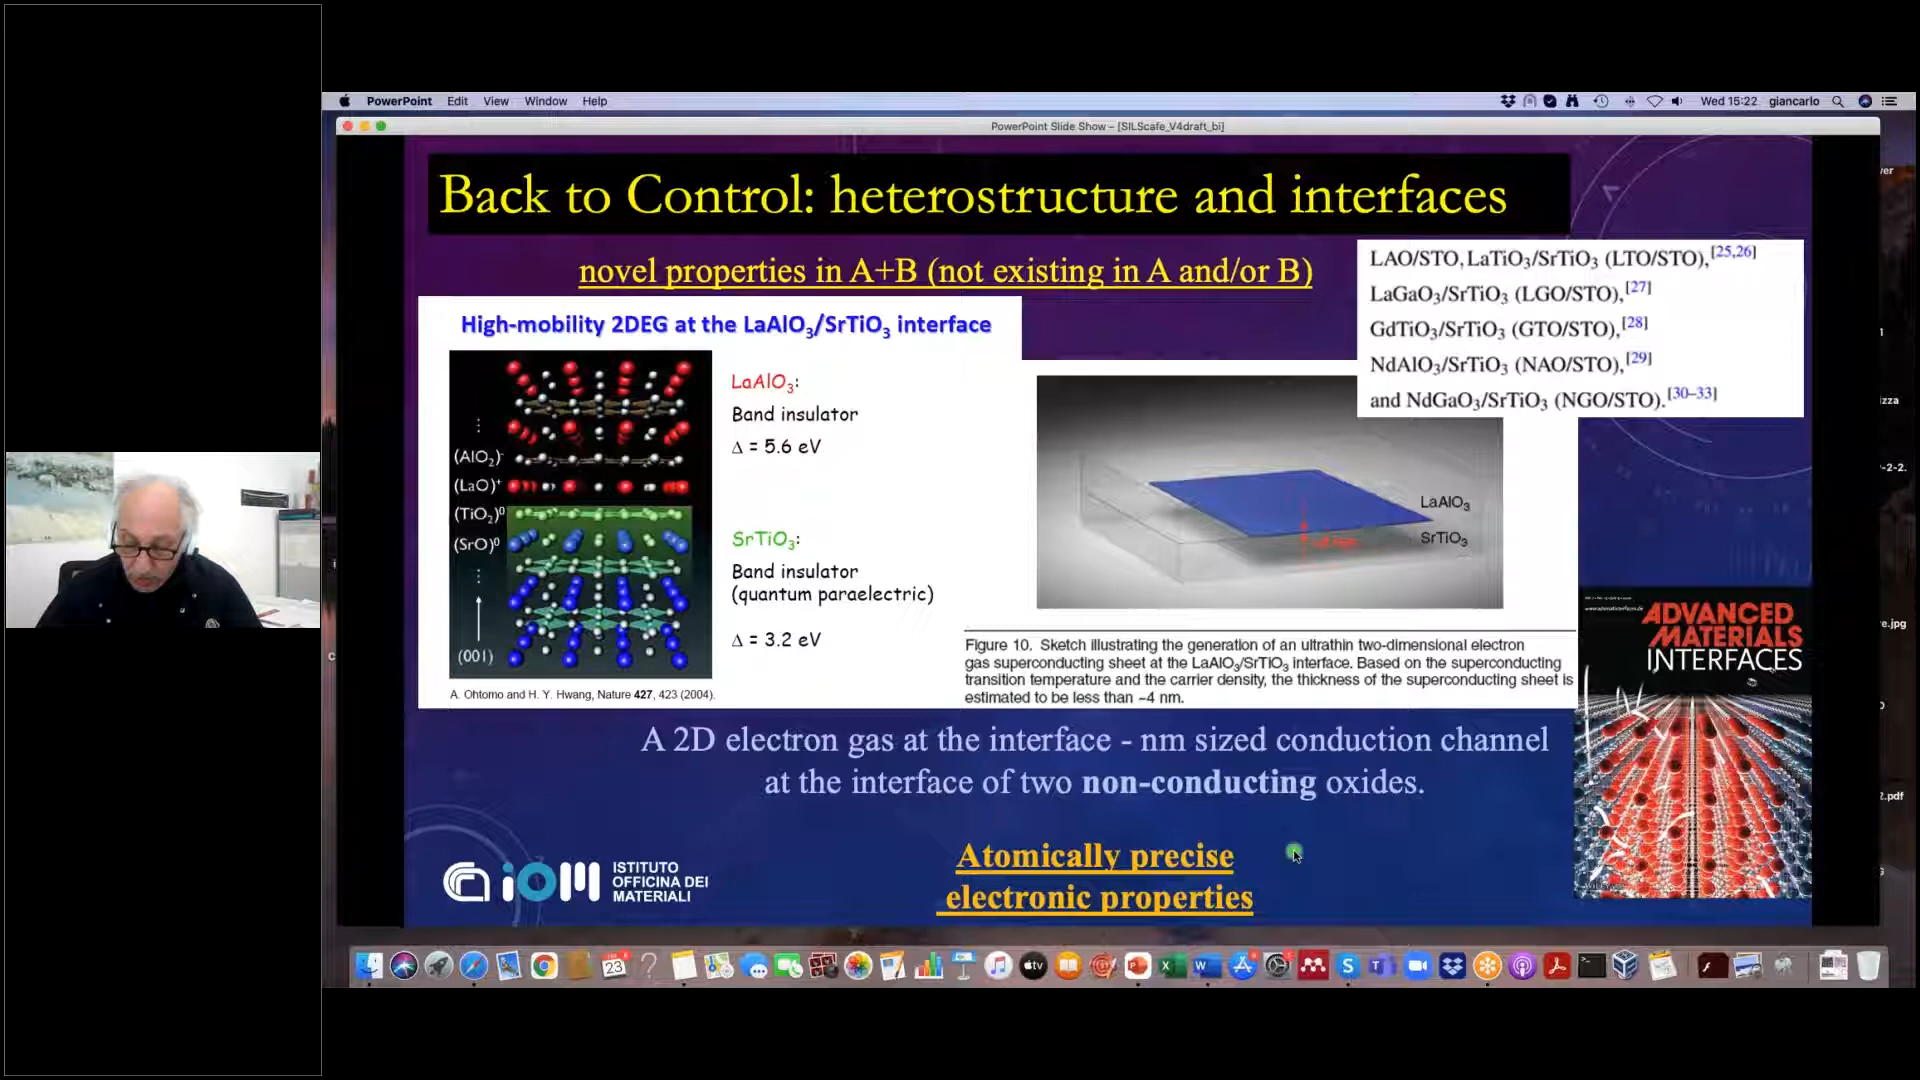 PowerPoint Edit View Window Help
Wed 15:22 giancarlo
PowerPoint Slide Show – [SILScafe_V4draft_bi]
Back to Control: heterostructure and interfaces
novel properties in A+B (not existing in A and/or B)
LAO/STO, LaTiO₃/SrTiO₃ (LTO/STO),[25,26]
LaGaO₃/SrTiO₃ (LGO/STO),[27]
GdTiO₃/SrTiO₃ (GTO/STO),[28]
NdAlO₃/SrTiO₃ (NAO/STO),[29]
and NdGaO₃/SrTiO₃ (NGO/STO).[30–33]
High-mobility 2DEG at the LaAlO₃/SrTiO₃ interface
LaAlO₃:
Band insulator
Δ = 5.6 eV
(AlO₂)⁻
(LaO)⁺
(TiO₂)⁰
(SrO)⁰
(001)
SrTiO₃:
Band insulator
(quantum paraelectric)
Δ = 3.2 eV
A. Ohtomo and H. Y. Hwang, Nature 427, 423 (2004).
LaAlO₃
SrTiO₃
Figure 10. Sketch illustrating the generation of an ultrathin two-dimensional electron
gas superconducting sheet at the LaAlO₃/SrTiO₃ interface. Based on the superconducting
transition temperature and the carrier density, the thickness of the superconducting sheet is
estimated to be less than ~4 nm.
ADVANCED
MATERIALS
INTERFACES
A 2D electron gas at the interface - nm sized conduction channel
at the interface of two non-conducting oxides.
Atomically precise
electronic properties
iom
ISTITUTO
OFFICINA DEI
MATERIALI
23
tv